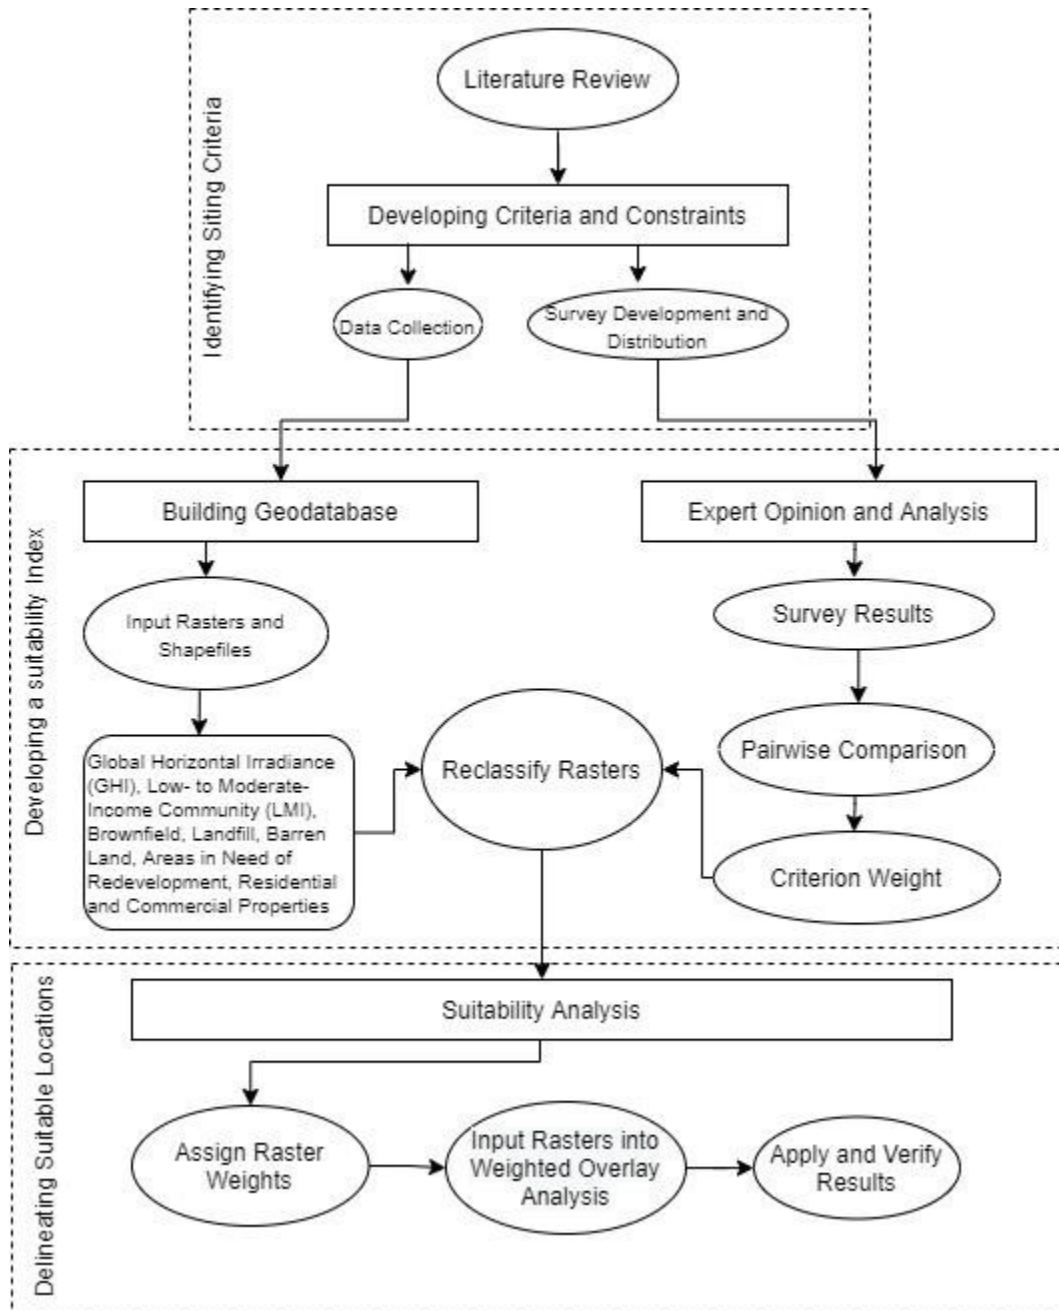 Identifying Siting Criteria
Literature Review
Developing Criteria and Constraints
Data Collection
Survey Development and
Distribution
Developing a suitability Index
Building Geodatabase
Expert Opinion and Analysis
Input Rasters and
Shapefiles
Survey Results
Global Horizontal Irradiance
(GHI), Low- to Moderate-
Income Community (LMI),
Brownfield, Landfill, Barren
Land, Areas in Need of
Redevelopment, Residential
and Commercial Properties
Reclassify Rasters
Pairwise Comparison
Criterion Weight
Delineating Suitable Locations
Suitability Analysis
Assign Raster
Weights
Input Rasters into
Weighted Overlay
Analysis
Apply and Verify
Results